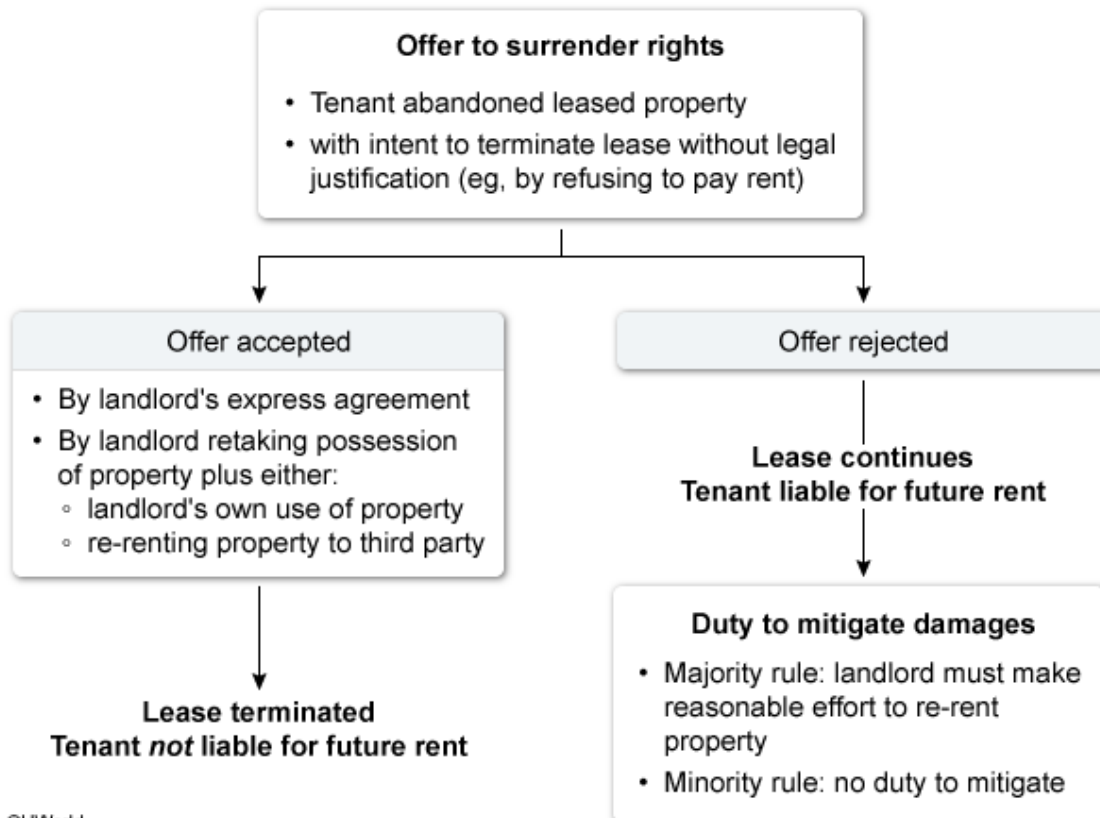 Offer to surrender rights
• Tenant abandoned leased property
• with intent to terminate lease without legal
justification (eg, by refusing to pay rent)
Offer accepted
• By landlord's express agreement
• By landlord retaking possession
of property plus either:
◦ landlord's own use of property
◦ re-renting property to third party
Lease terminated
Tenant not liable for future rent
Offer rejected
Lease continues
Tenant liable for future rent
Duty to mitigate damages
• Majority rule: landlord must make
reasonable effort to re-rent
property
• Minority rule: no duty to mitigate